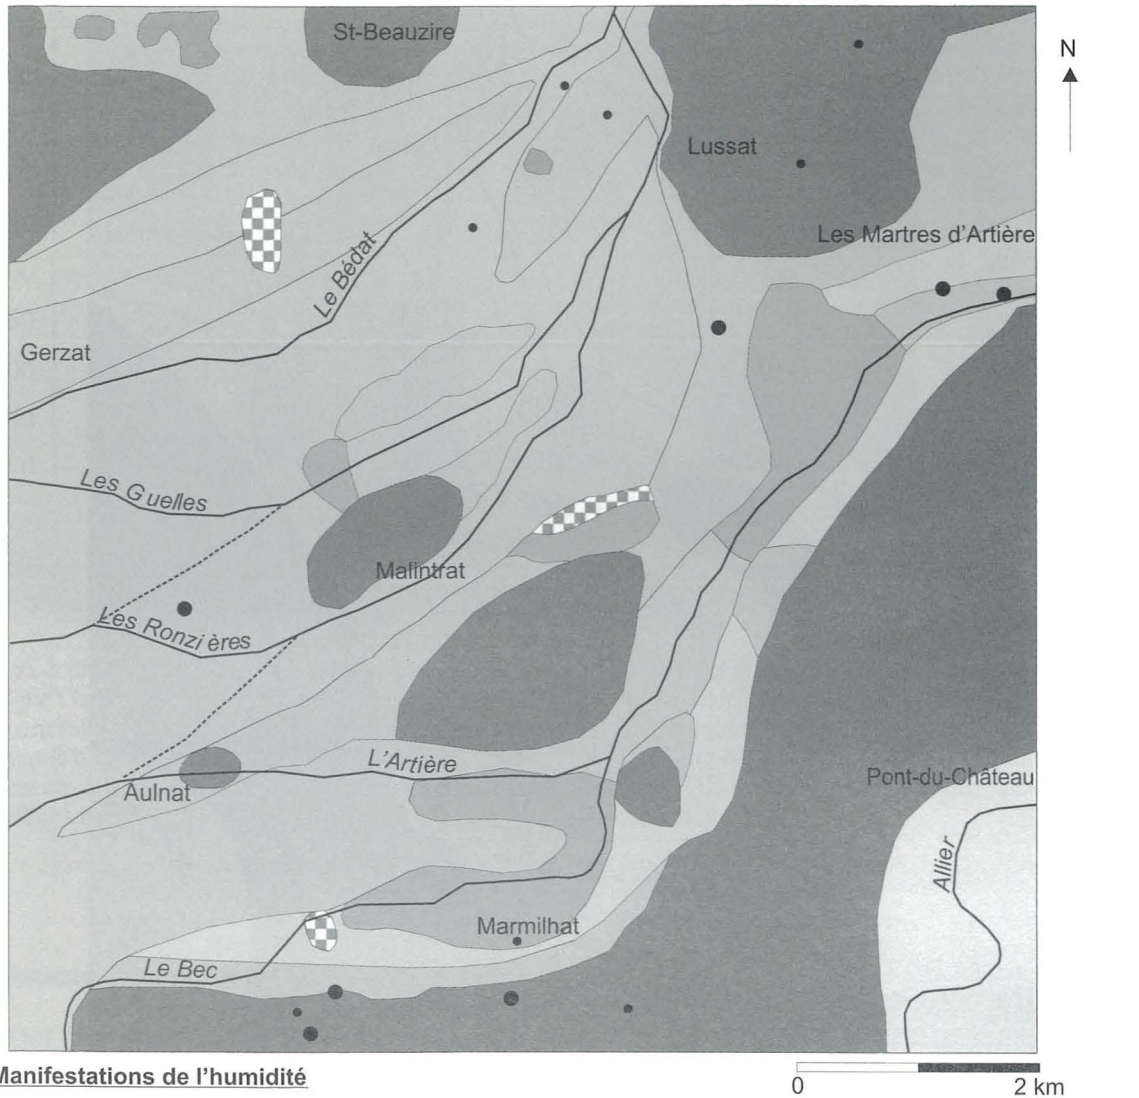 St-Beauzire
N
Lussat
Les Martres d'Artière
Le Bédat
Gerzat
Les Guelles
Malintrat
Les Ronzières
L'Artière
Pont-du-Château
Aulnat
Allier
Marmilhat
Le Bec
Manifestations de l'humidité
0 2 km